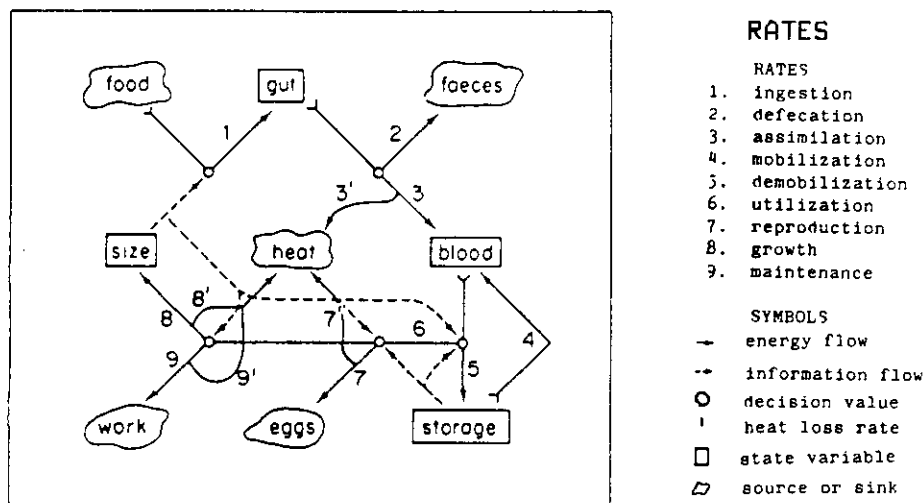 food
gut
faeces
1
2
3'
3
size
heat
blood
8'
8
7'
6
4
9
9'
7
5
work
eggs
storage
RATES
RATES
1. ingestion
2. defecation
3. assimilation
4. mobilization
5. demobilization
6. utilization
7. reproduction
8. growth
9. maintenance
SYMBOLS
energy flow
information flow
decision value
' heat loss rate
state variable
source or sink